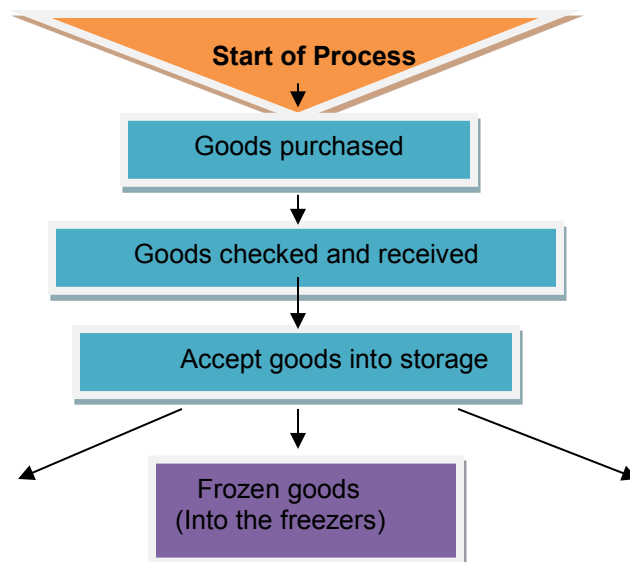 Start of Process
Goods purchased
Goods checked and received
Accept goods into storage
Frozen goods
(Into the freezers)